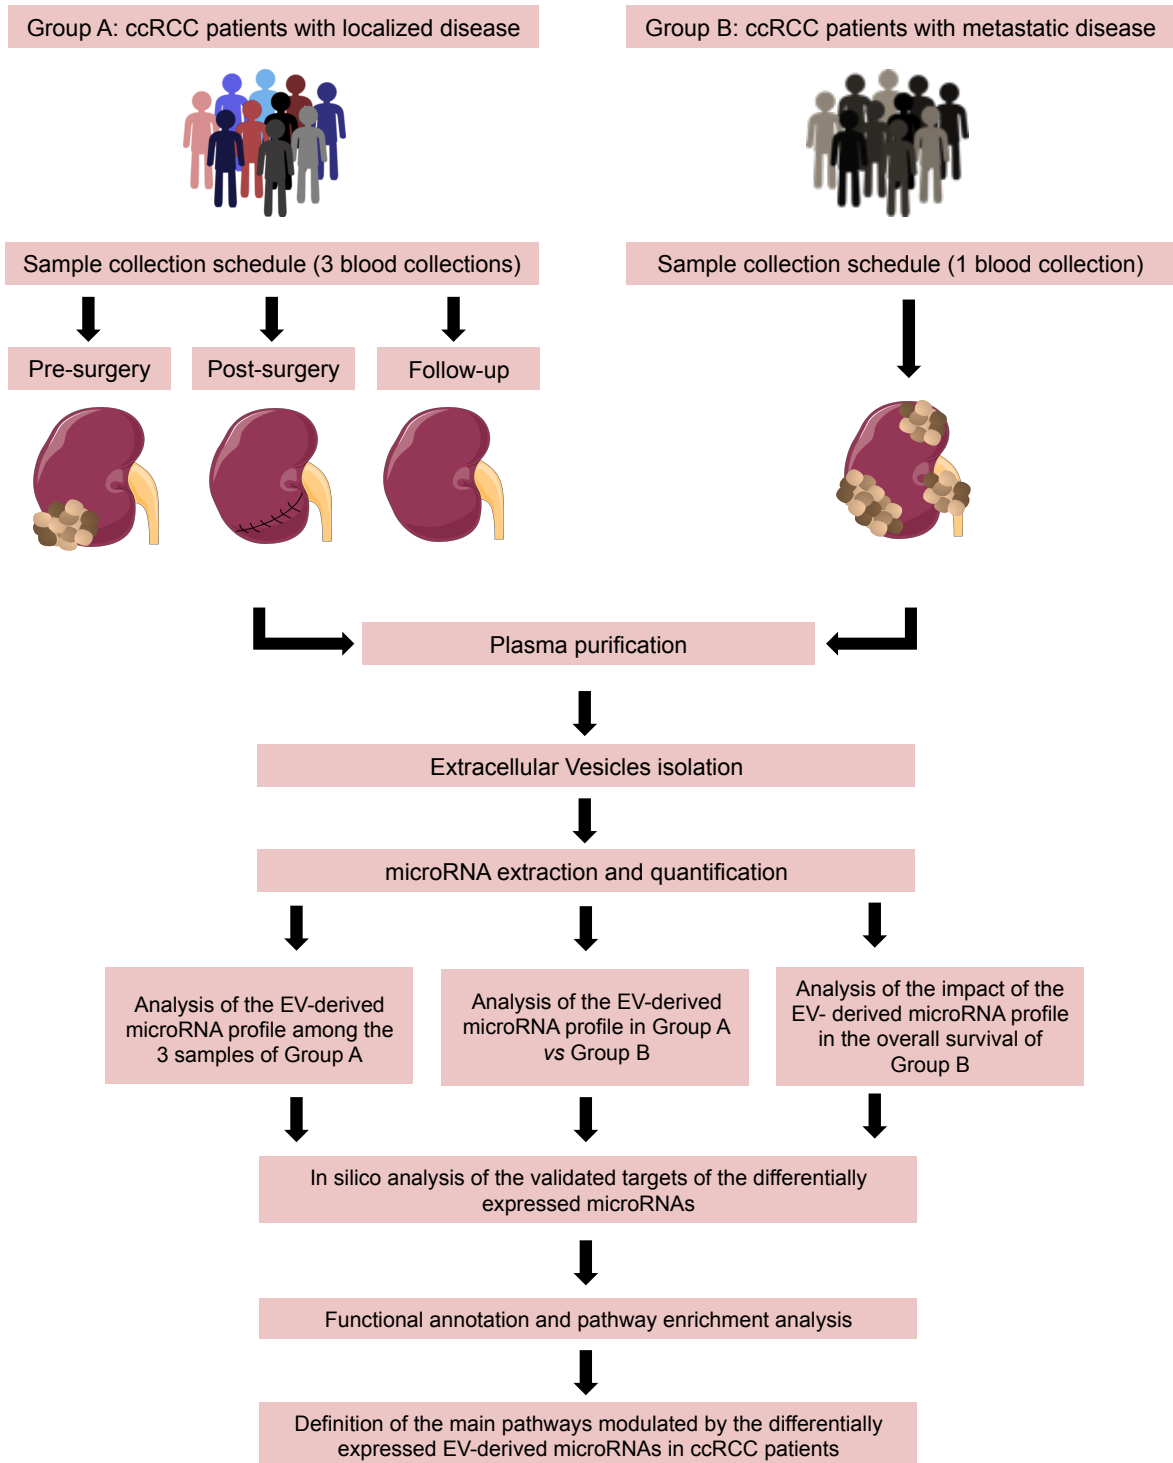 Group A: ccRCC patients with localized disease
Group B: ccRCC patients with metastatic disease
Sample collection schedule (3 blood collections)
Sample collection schedule (1 blood collection)
Pre-surgery
Post-surgery
Follow-up
Plasma purification
Extracellular Vesicles isolation
microRNA extraction and quantification
Analysis of the EV-derived
microRNA profile among the
3 samples of Group A
Analysis of the EV-derived
microRNA profile in Group A
vs Group B
Analysis of the impact of the
EV- derived microRNA profile
in the overall survival of
Group B
In silico analysis of the validated targets of the differentially
expressed microRNAs
Functional annotation and pathway enrichment analysis
Definition of the main pathways modulated by the differentially
expressed EV-derived microRNAs in ccRCC patients